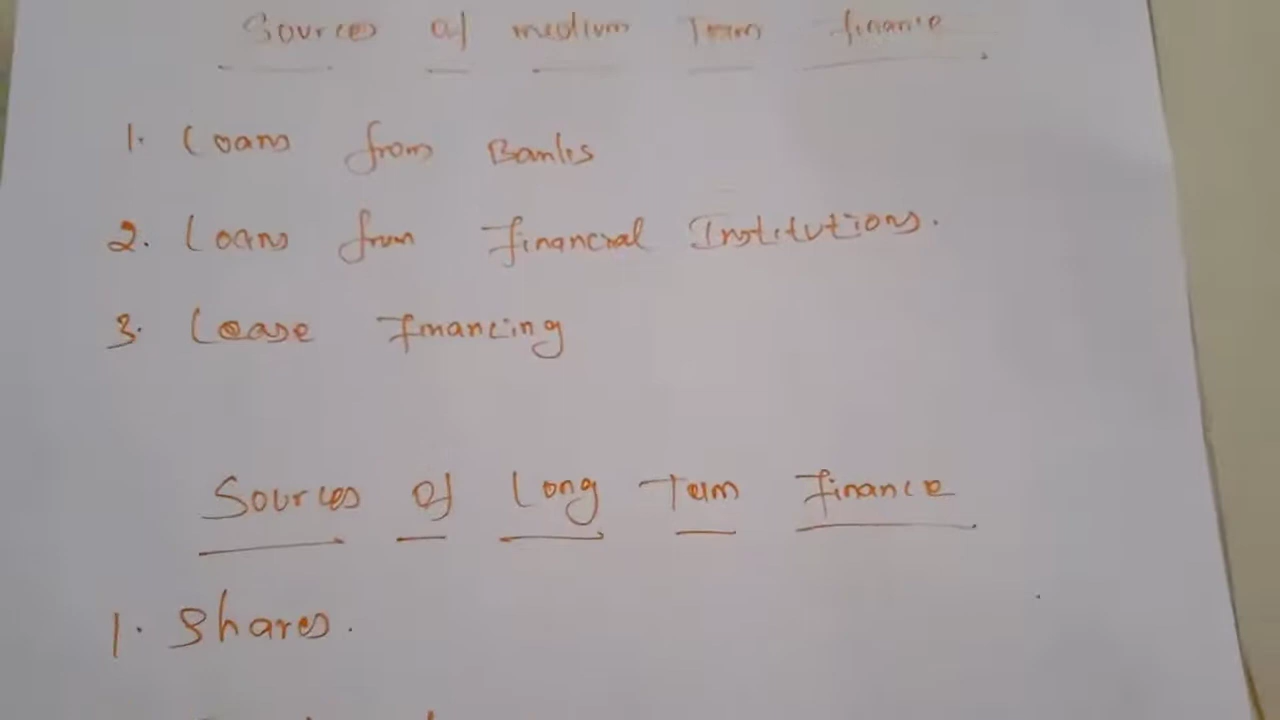 Sources of medium Term finance
1. Loans from Banks
2. Loans from Financial Institutions.
3. Lease Financing
Sources of Long Term Finance
1. Shares.